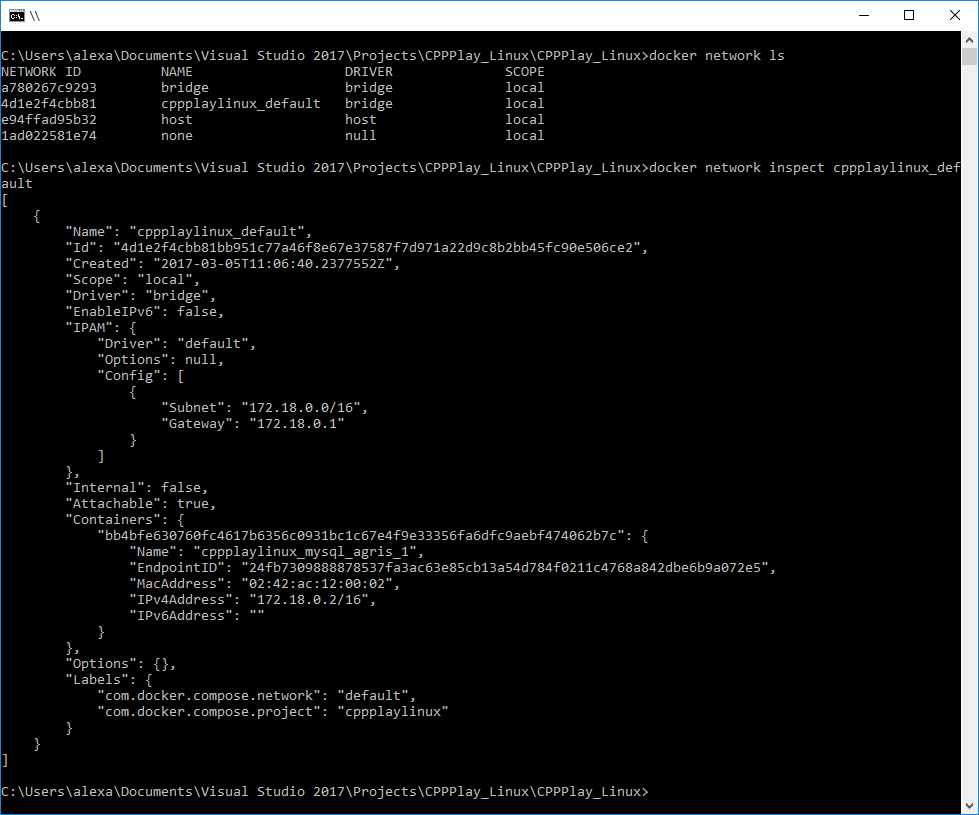 \\
C:\Users\alexa\Documents\Visual Studio 2017\Projects\CPPPlay_Linux\CPPPlay_Linux>docker network ls
NETWORK ID          NAME                   DRIVER              SCOPE
a780267c9293        bridge                 bridge              local
4d1e2f4cbb81        cppplaylinux_default   bridge              local
e94ffad95b32        host                   host                local
1ad022581e74        none                   null                local
C:\Users\alexa\Documents\Visual Studio 2017\Projects\CPPPlay_Linux\CPPPlay_Linux>docker network inspect cppplaylinux_def
ault
[
    {
        "Name": "cppplaylinux_default",
        "Id": "4d1e2f4cbb81bb951c77a46f8e67e37587f7d971a22d9c8b2bb45fc90e506ce2",
        "Created": "2017-03-05T11:06:40.2377552Z",
        "Scope": "local",
        "Driver": "bridge",
        "EnableIPv6": false,
        "IPAM": {
            "Driver": "default",
            "Options": null,
            "Config": [
                {
                    "Subnet": "172.18.0.0/16",
                    "Gateway": "172.18.0.1"
                }
            ]
        },
        "Internal": false,
        "Attachable": true,
        "Containers": {
            "bb4bfe630760fc4617b6356c0931bc1c67e4f9e33356fa6dfc9aebf474062b7c": {
                "Name": "cppplaylinux_mysql_agris_1",
                "EndpointID": "24fb7309888878537fa3ac63e85cb13a54d784f0211c4768a842dbe6b9a072e5",
                "MacAddress": "02:42:ac:12:00:02",
                "IPv4Address": "172.18.0.2/16",
                "IPv6Address": ""
            }
        },
        "Options": {},
        "Labels": {
            "com.docker.compose.network": "default",
            "com.docker.compose.project": "cppplaylinux"
        }
    }
]
C:\Users\alexa\Documents\Visual Studio 2017\Projects\CPPPlay_Linux\CPPPlay_Linux>